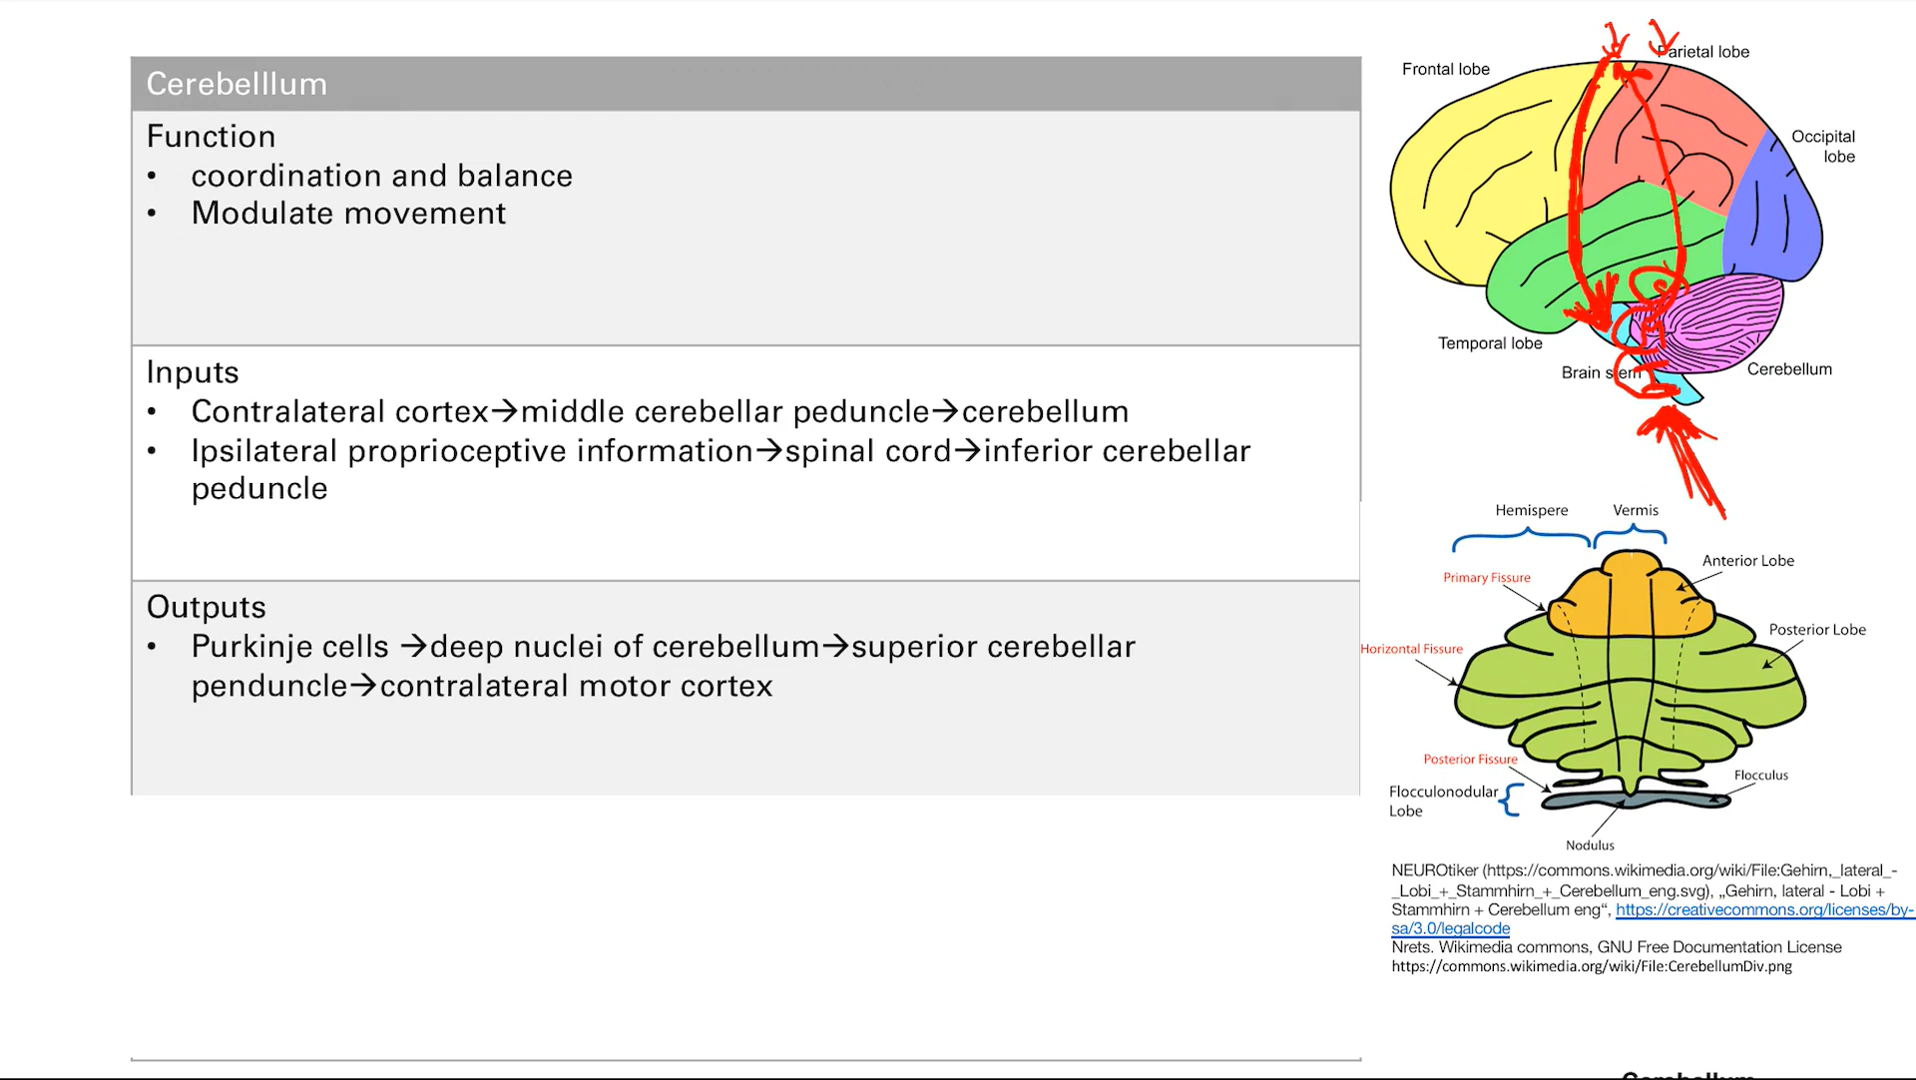 Cerebelllum
Function
• coordination and balance
• Modulate movement
Inputs
• Contralateral cortex→middle cerebellar peduncle→cerebellum
• Ipsilateral proprioceptive information→spinal cord→inferior cerebellar
peduncle
Outputs
• Purkinje cells →deep nuclei of cerebellum→superior cerebellar
penduncle→contralateral motor cortex
Frontal lobe
Parietal lobe
Occipital
lobe
Temporal lobe
Brain stem
Cerebellum
Hemispere
Vermis
Primary Fissure
Anterior Lobe
Horizontal Fissure
Posterior Lobe
Posterior Fissure
Flocculus
Flocculonodular
Lobe
Nodulus
NEUROtiker (https://commons.wikimedia.org/wiki/File:Gehirn,_lateral_-
_Lobi_+_Stammhirn_+_Cerebellum_eng.svg), „Gehirn, lateral - Lobi +
Stammhirn + Cerebellum eng“, https://creativecommons.org/licenses/by-
sa/3.0/legalcode
Nrets. Wikimedia commons, GNU Free Documentation License
https://commons.wikimedia.org/wiki/File:CerebellumDiv.png